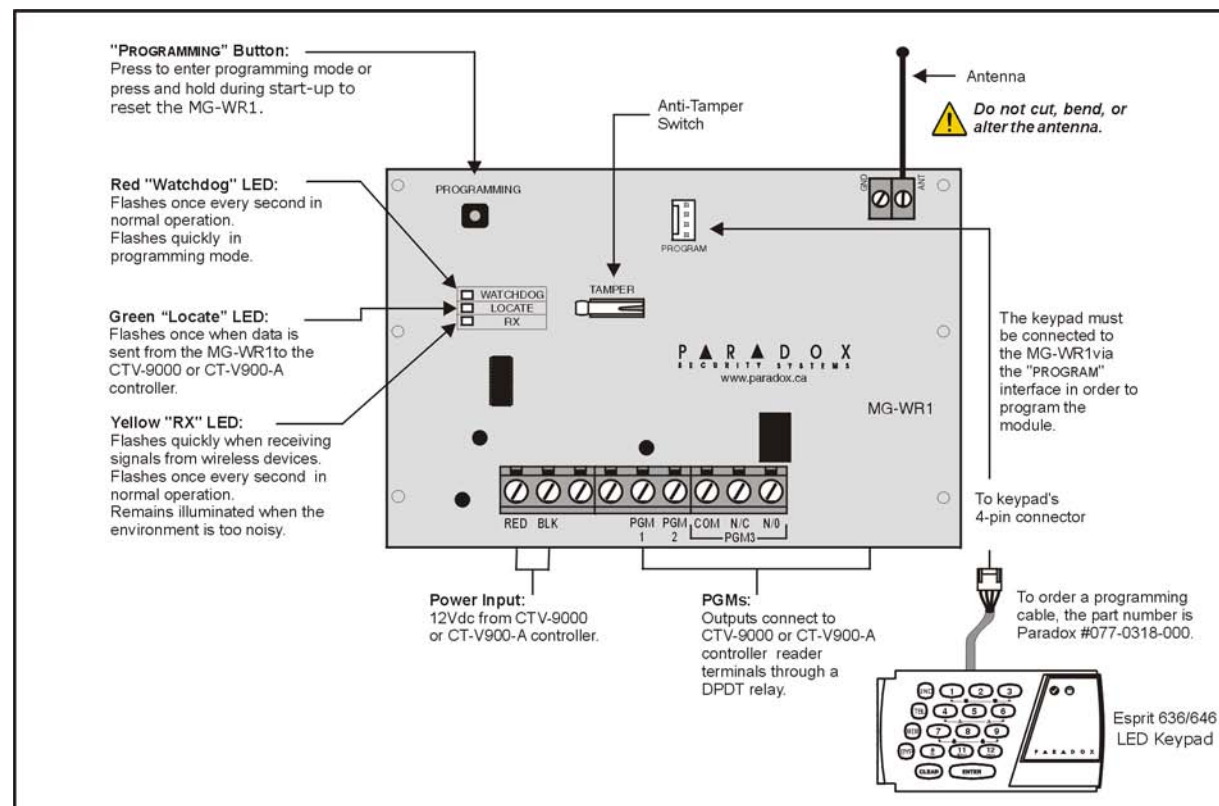 "PROGRAMMING" Button:
Press to enter programming mode or
press and hold during start-up to
reset the MG-WR1.
Red "Watchdog" LED:
Flashes once every second in
normal operation.
Flashes quickly in
programming mode.
Green “Locate” LED:
Flashes once when data is
sent from the MG-WR1to the
CTV-9000 or CT-V900-A
controller.
Yellow "RX" LED:
Flashes quickly when receiving
signals from wireless devices.
Flashes once every second in
normal operation.
Remains illuminated when the
environment is too noisy.
Anti-Tamper
Switch
Antenna
Do not cut, bend, or
alter the antenna.
PROGRAMMING
PROGRAM
GND
ANT
WATCHDOG
LOCATE
RX
TAMPER
PARADOX
SECURITY SYSTEMS
www.paradox.ca
MG-WR1
RED BLK PGM 1 PGM 2 COM N/C N/0
PGM3
The keypad must
be connected to
the MG-WR1via
the "PROGRAM"
interface in order to
program the
module.
To keypad's
4-pin connector
Power Input:
12Vdc from CTV-9000
or CT-V900-A controller.
PGMs:
Outputs connect to
CTV-9000 or CT-V900-A
controller reader
terminals through a
DPDT relay.
To order a programming
cable, the part number is
Paradox #077-0318-000.
1 2 3
4 5 6
7 8 9
11 12
CLEAR ENTER
PARADOX
Esprit 636/646
LED Keypad